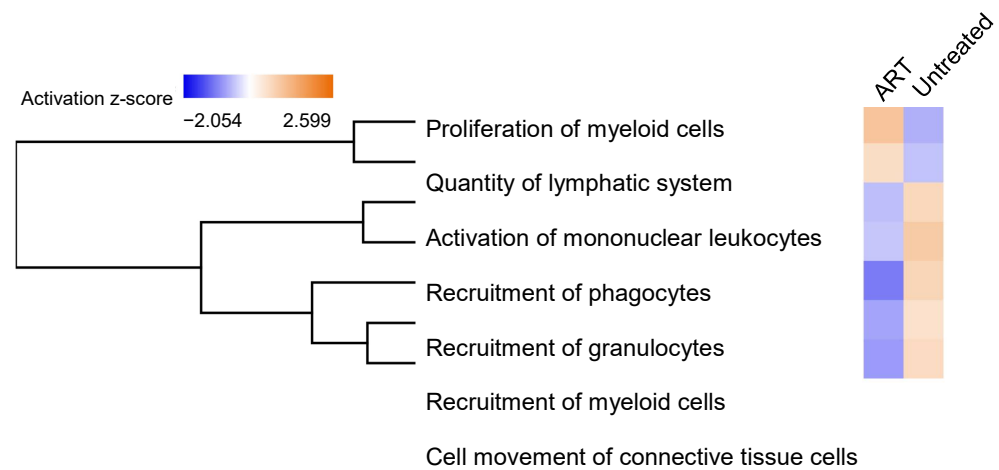 Activation z-score
−2.054 2.599
ART
Untreated
Proliferation of myeloid cells
Quantity of lymphatic system
Activation of mononuclear leukocytes
Recruitment of phagocytes
Recruitment of granulocytes
Recruitment of myeloid cells
Cell movement of connective tissue cells